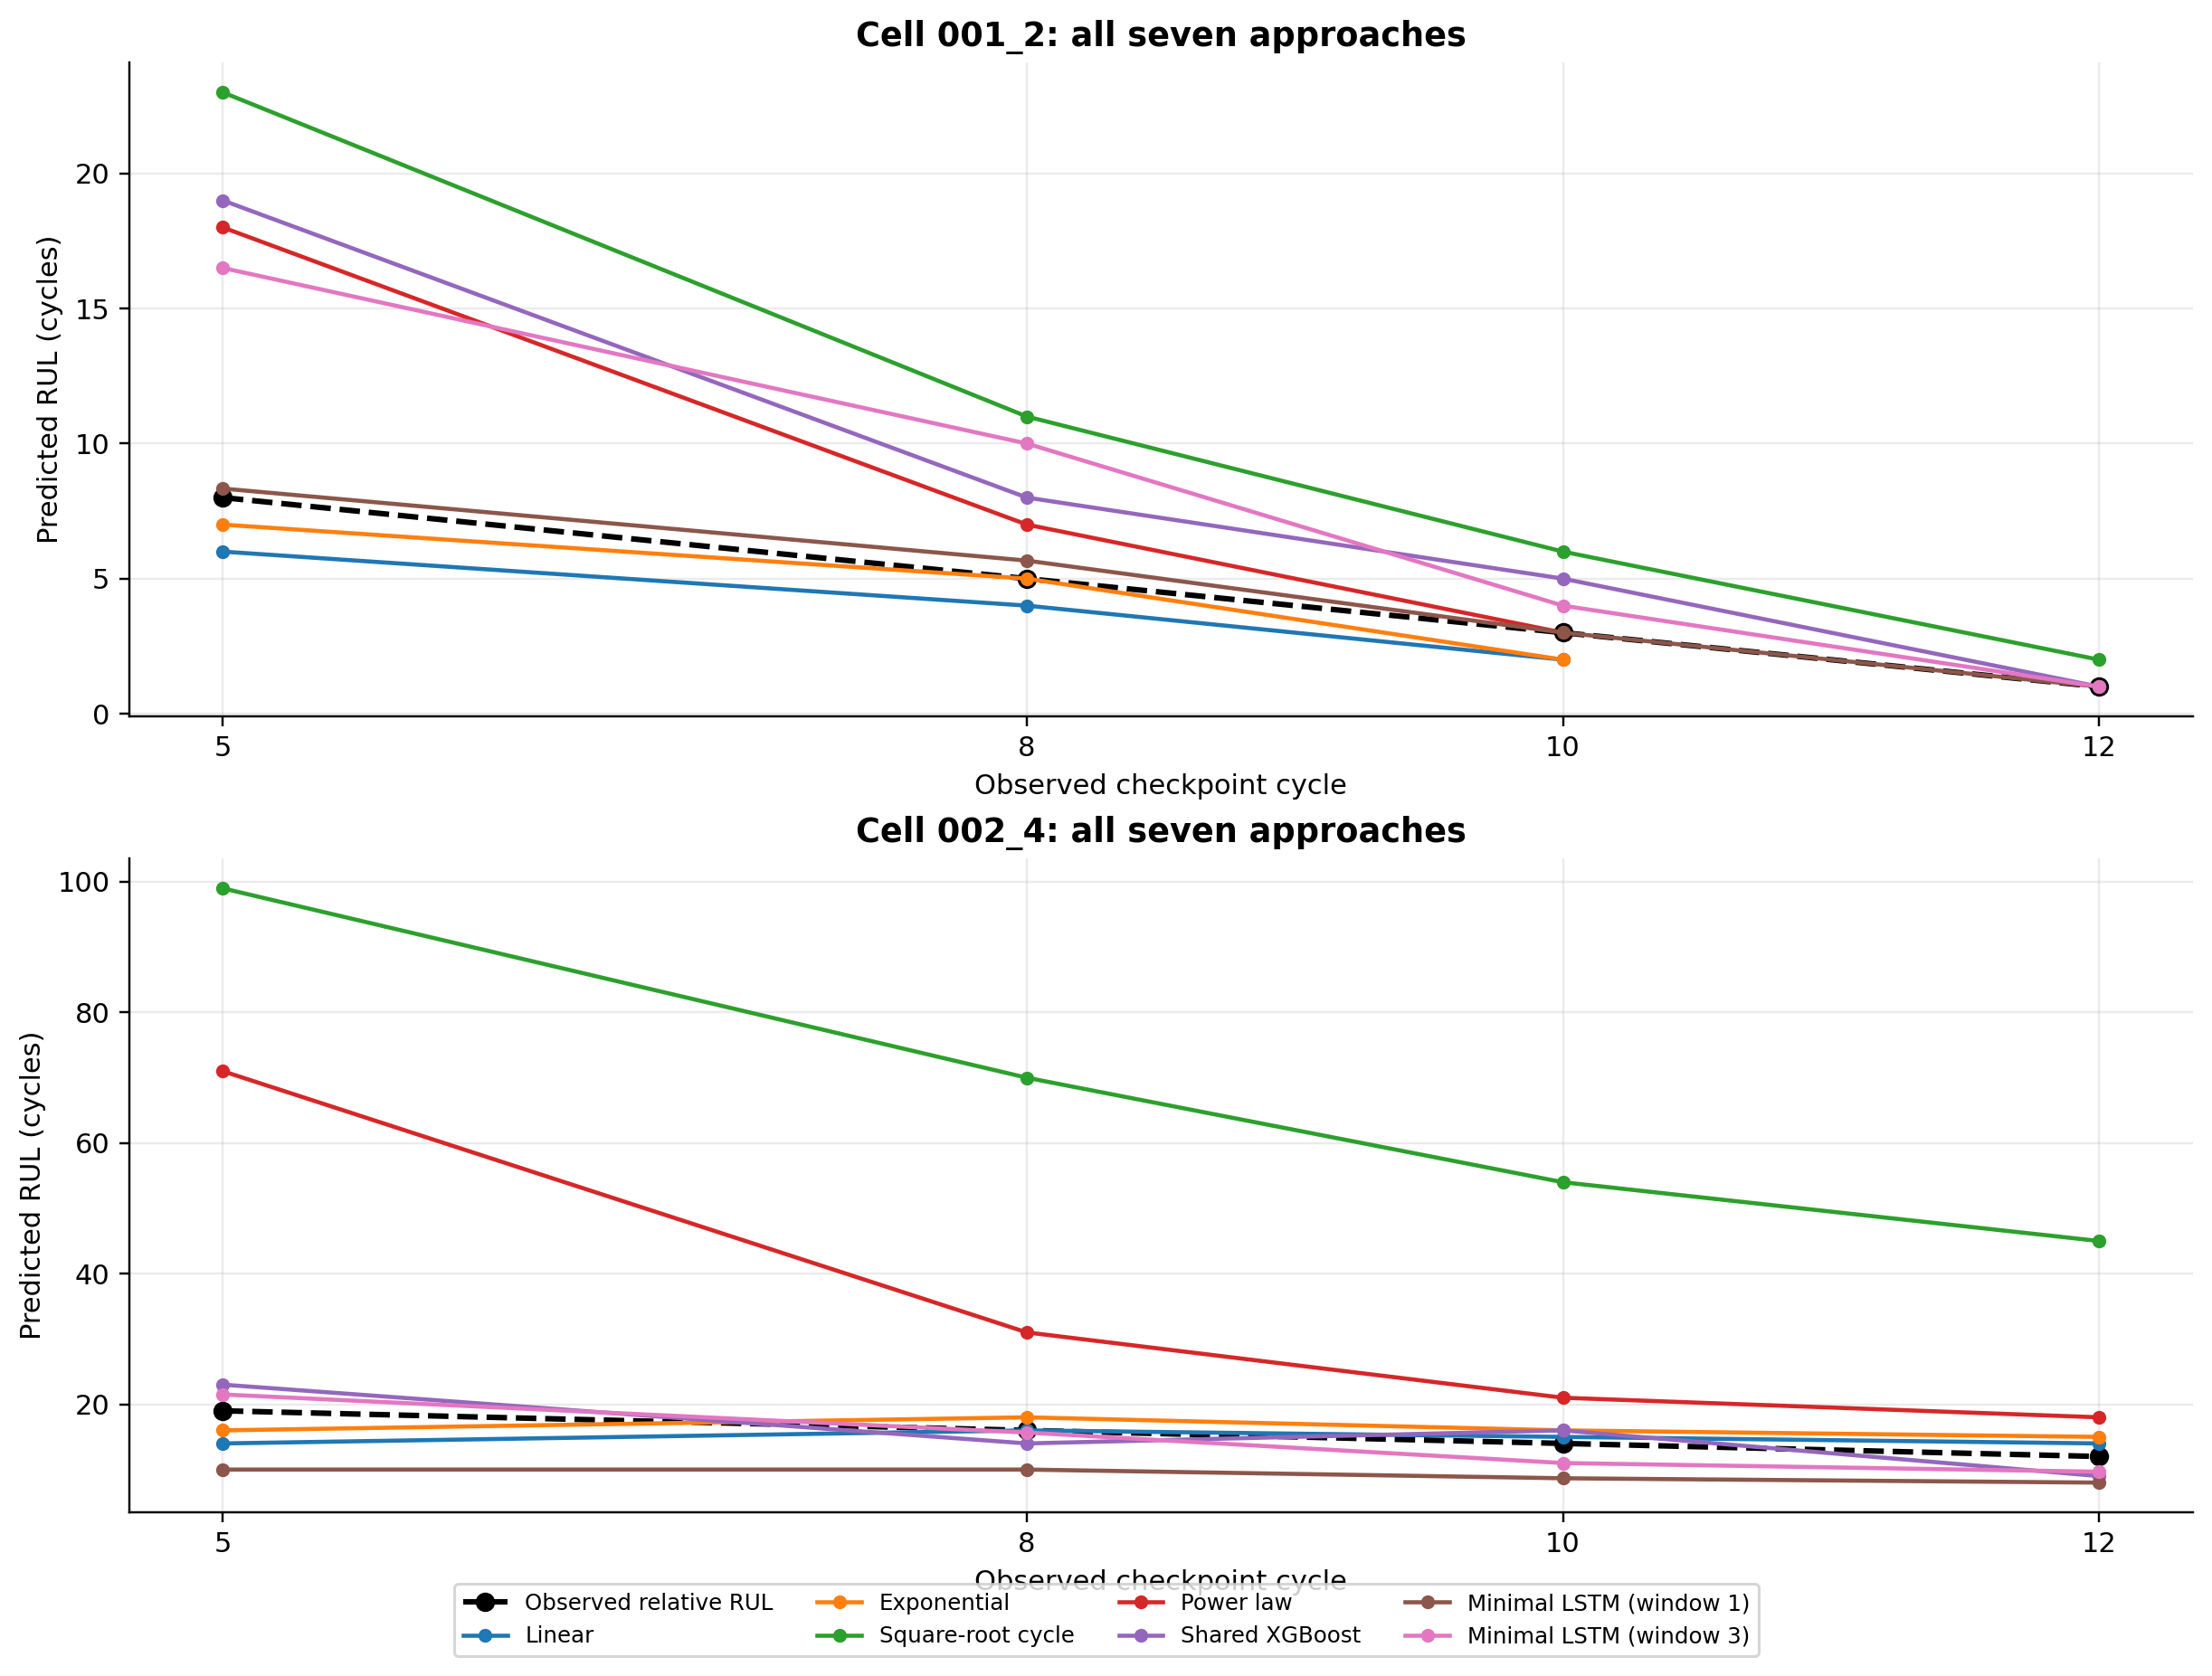 Cell 001_2: all seven approaches
Predicted RUL (cycles)
20
15
10
5
0
5 8 10 12
Observed checkpoint cycle
Cell 002_4: all seven approaches
Predicted RUL (cycles)
100
80
60
40
20
5 8 10 12
Observed checkpoint cycle
Observed relative RUL Exponential Power law Minimal LSTM (window 1)
Linear Square-root cycle Shared XGBoost Minimal LSTM (window 3)